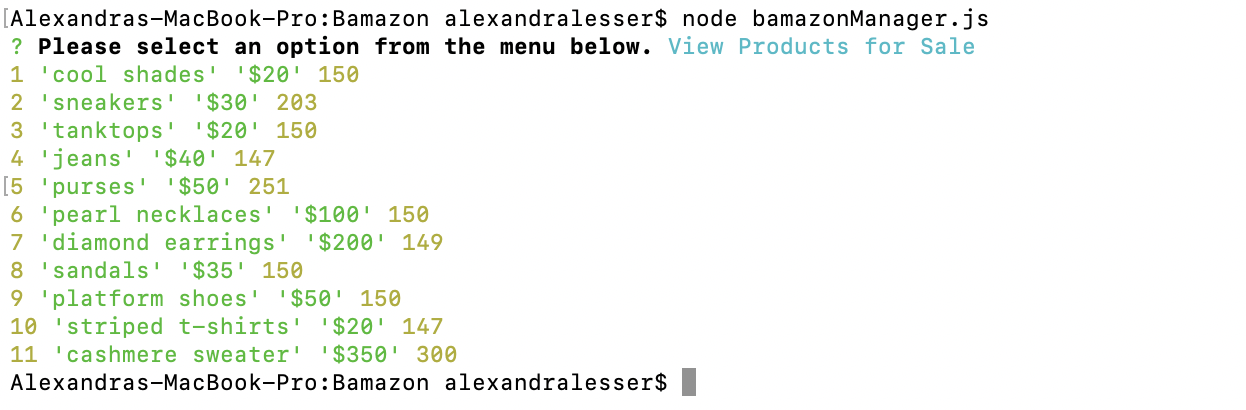 [Alexandras-MacBook-Pro:Bamazon alexandralesser$ node bamazonManager.js
? Please select an option from the menu below. View Products for Sale
1 'cool shades' '$20' 150
2 'sneakers' '$30' 203
3 'tanktops' '$20' 150
4 'jeans' '$40' 147
[5 'purses' '$50' 251
6 'pearl necklaces' '$100' 150
7 'diamond earrings' '$200' 149
8 'sandals' '$35' 150
9 'platform shoes' '$50' 150
10 'striped t-shirts' '$20' 147
11 'cashmere sweater' '$350' 300
Alexandras-MacBook-Pro:Bamazon alexandralesser$